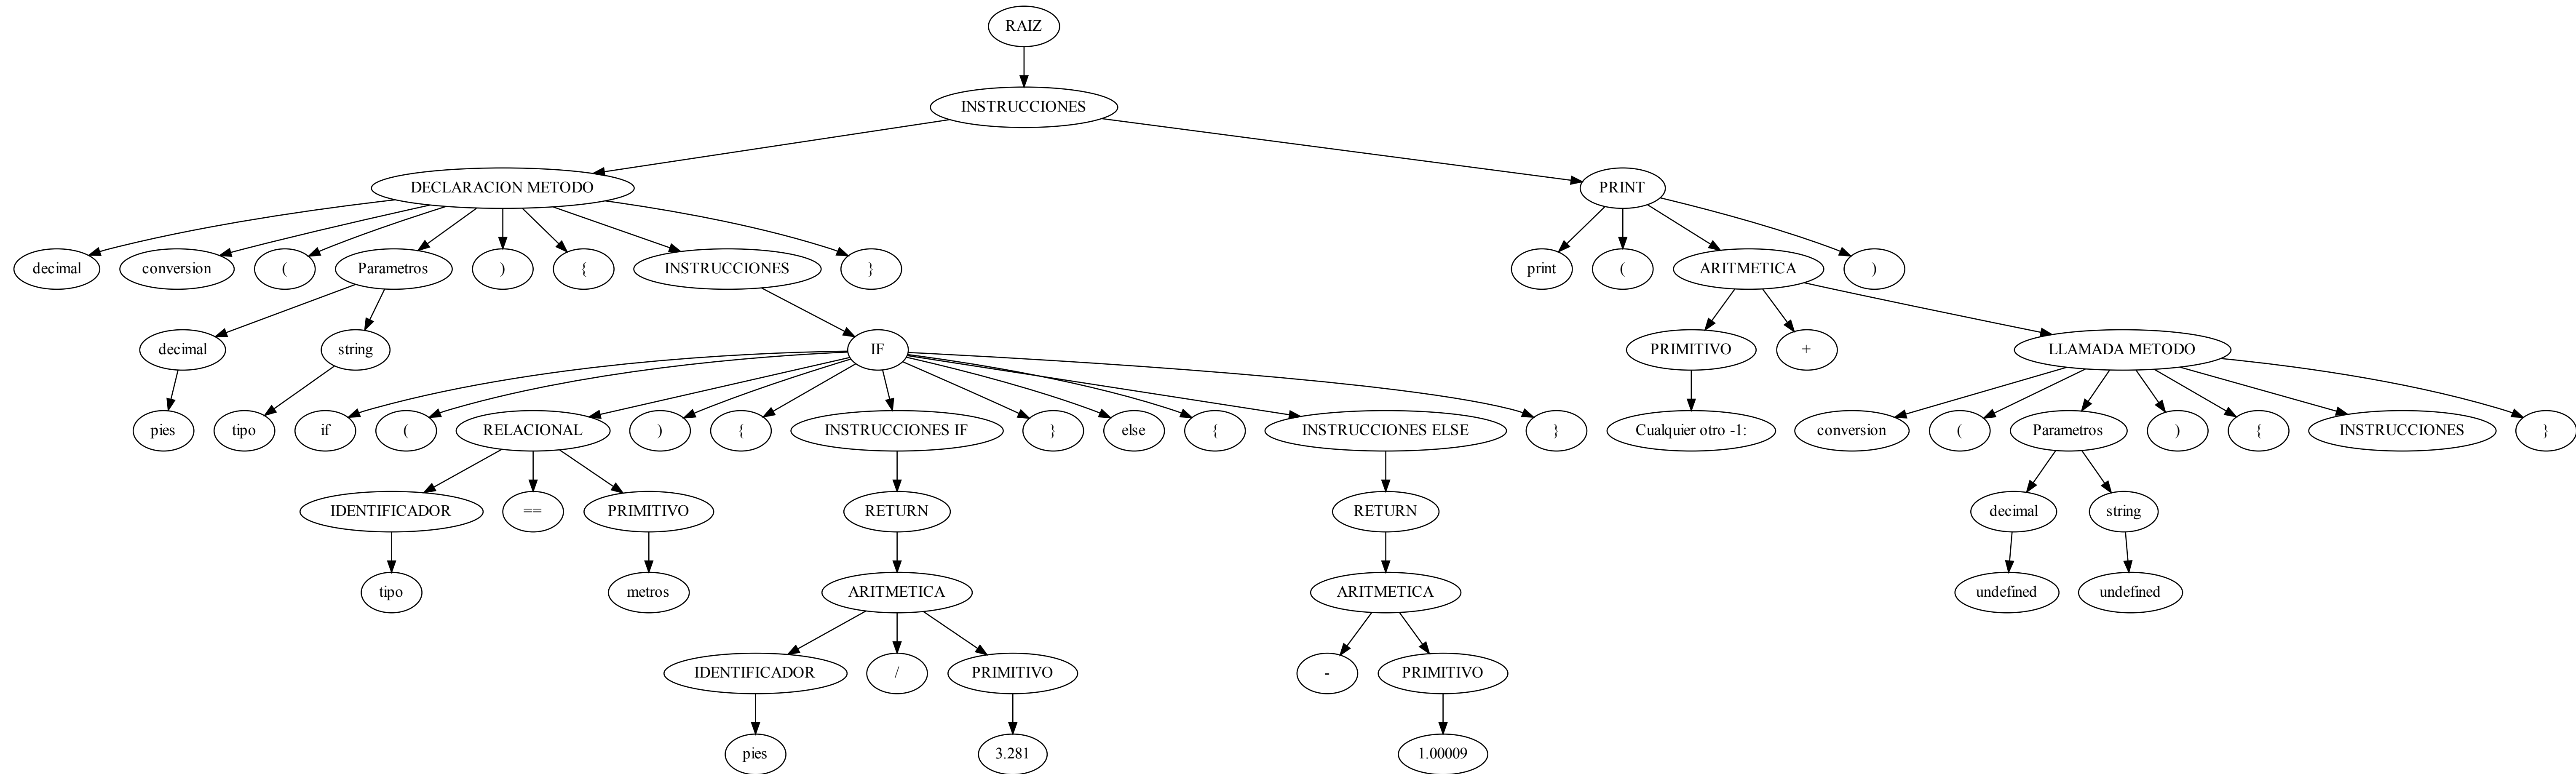 RAIZ
INSTRUCCIONES
DECLARACION METODO
PRINT
decimal
conversion
(
Parametros
)
{
INSTRUCCIONES
}
print
(
ARITMETICA
)
decimal
string
IF
PRIMITIVO
+
LLAMADA METODO
pies
tipo
if
(
RELACIONAL
)
{
INSTRUCCIONES IF
}
else
{
INSTRUCCIONES ELSE
}
Cualquier otro -1:
conversion
(
Parametros
)
{
INSTRUCCIONES
}
IDENTIFICADOR
==
PRIMITIVO
RETURN
RETURN
decimal
string
tipo
metros
ARITMETICA
ARITMETICA
undefined
undefined
IDENTIFICADOR
/
PRIMITIVO
-
PRIMITIVO
pies
3.281
1.00009